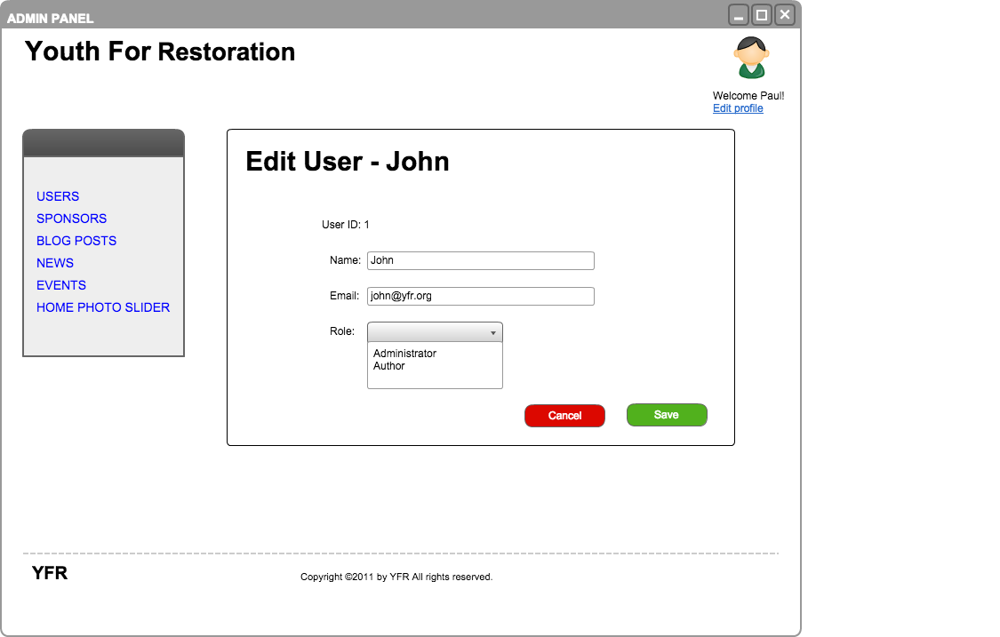 ADMIN PANEL
Youth For Restoration
Welcome Paul!
Edit profile
USERS
SPONSORS
BLOG POSTS
NEWS
EVENTS
HOME PHOTO SLIDER
Edit User - John
User ID: 1
Name: John
Email: john@yfr.org
Role:
Administrator
Author
Cancel Save
YFR
Copyright ©2011 by YFR All rights reserved.